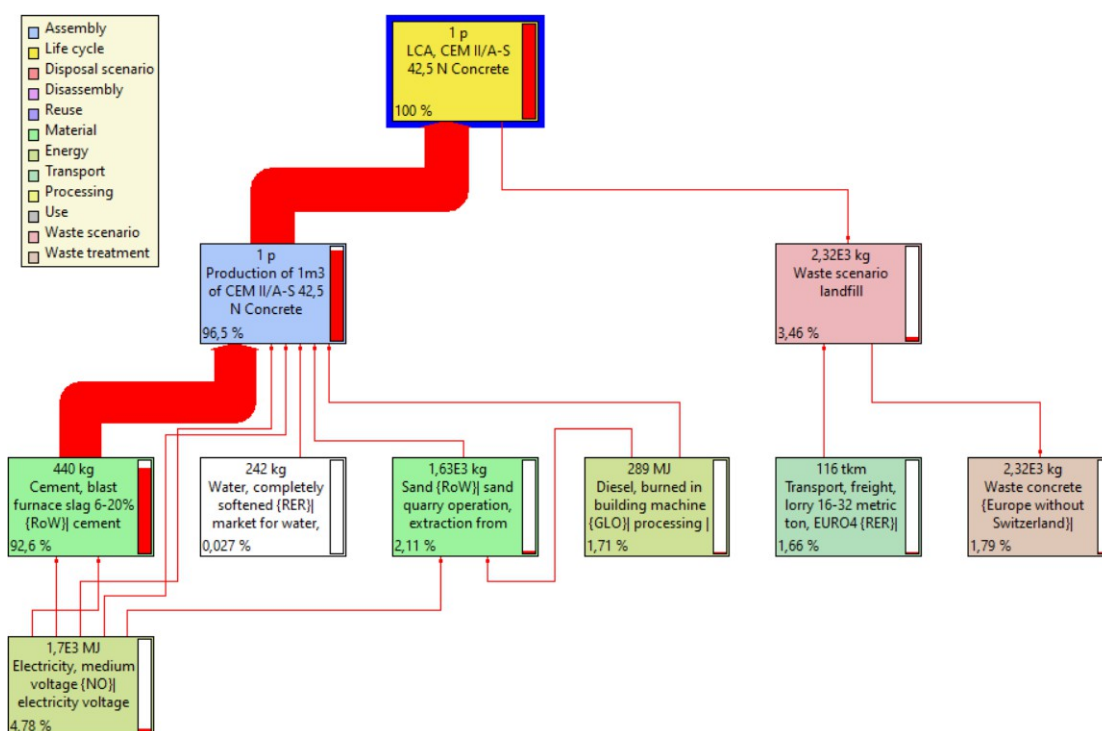 Assembly
Life cycle
Disposal scenario
Disassembly
Reuse
Material
Energy
Transport
Processing
Use
Waste scenario
Waste treatment
1 p
LCA, CEM II/A-S
42,5 N Concrete
100 %
1 p
Production of 1m3
of CEM II/A-S 42,5
N Concrete
96,5 %
2,32E3 kg
Waste scenario
landfill
3,46 %
440 kg
Cement, blast
furnace slag 6-20%
{RoW}| cement
92,6 %
242 kg
Water, completely
softened {RER}|
market for water,
0,027 %
1,63E3 kg
Sand {RoW}| sand
quarry operation,
extraction from
2,11 %
289 MJ
Diesel, burned in
building machine
{GLO}| processing |
1,71 %
116 tkm
Transport, freight,
lorry 16-32 metric
ton, EURO4 {RER}|
1,66 %
2,32E3 kg
Waste concrete
{Europe without
Switzerland}|
1,79 %
1,7E3 MJ
Electricity, medium
voltage {NO}|
electricity voltage
4,78 %